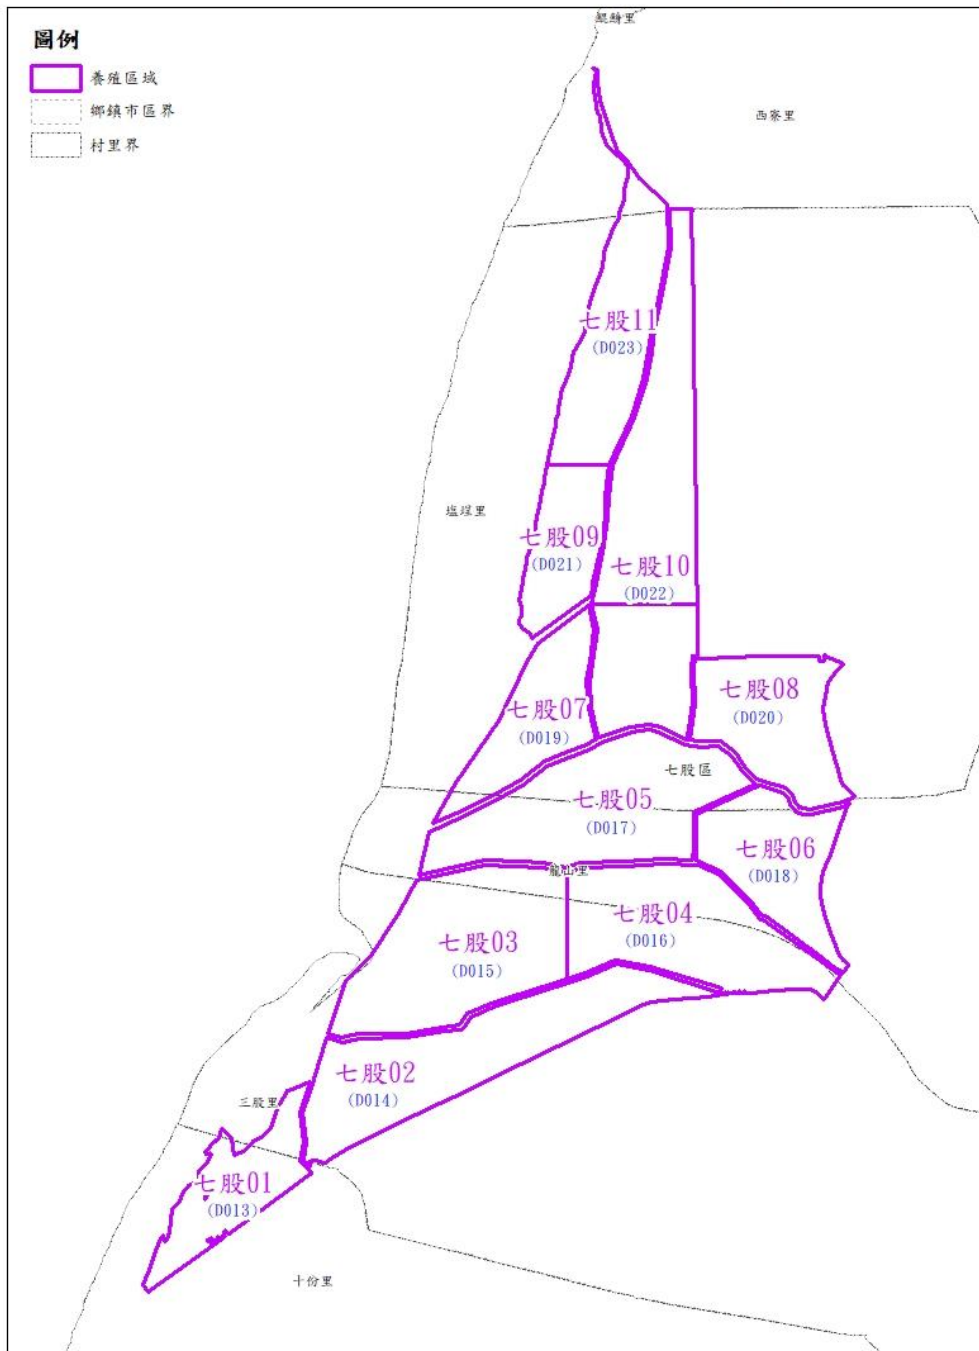 圖例
養殖區域
鄉鎮市區界
村里界
鯤鯓里
西寮里
七股11
(D023)
塩埕里
七股09
(D021)
七股10
(D022)
七股08
(D020)
七股07
(D019)
七股區
七股05
(D017)
七股06
(D018)
龍山里
七股04
(D016)
七股03
(D015)
七股02
(D014)
三股里
七股01
(D013)
十份里